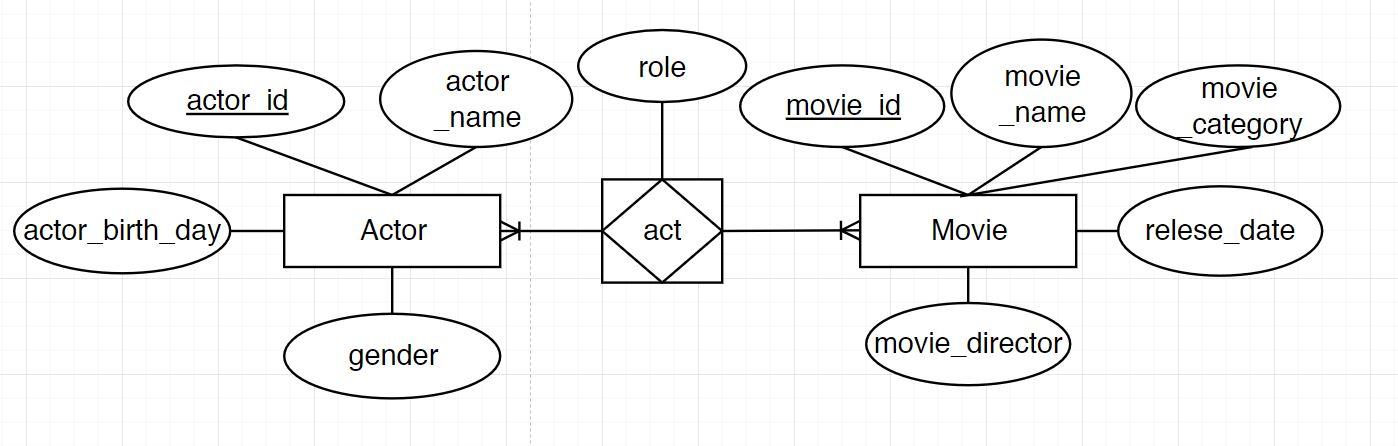 role
actor_id
actor
_name
movie_id
movie
_name
movie
_category
actor_birth_day
Actor
act
Movie
relese_date
gender
movie_director